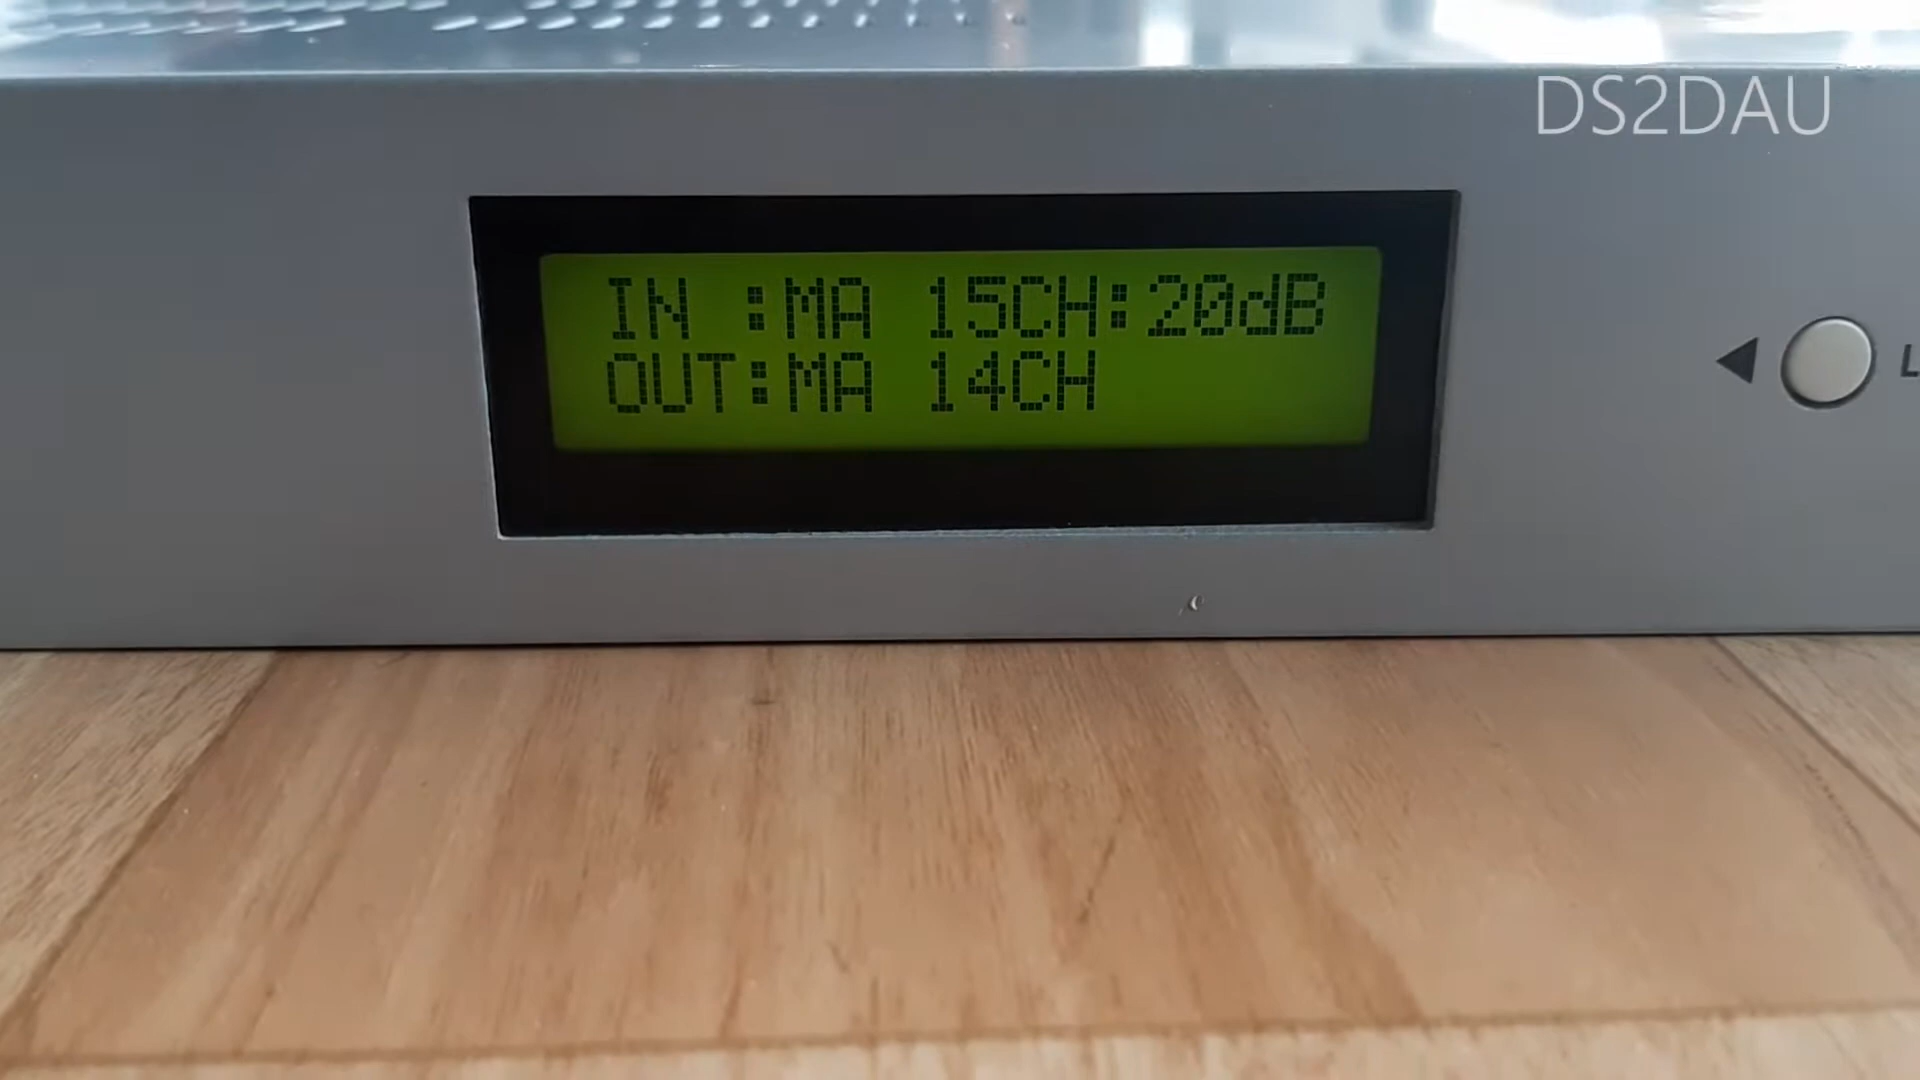 DS2DAU
IN :MA 15CH:20dB
OUT:MA 14CH
◀ L